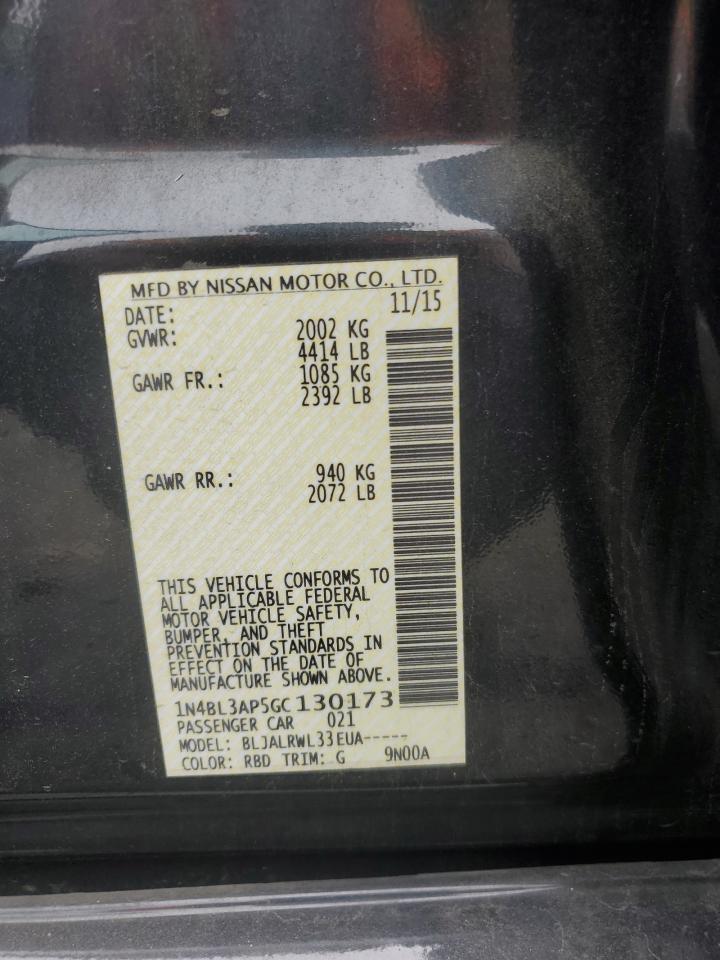 MFD BY NISSAN MOTOR CO., LTD.
DATE: 11/15
GVWR: 2002 KG
4414 LB
GAWR FR.: 1085 KG
2392 LB
GAWR RR.: 940 KG
2072 LB
THIS VEHICLE CONFORMS TO
ALL APPLICABLE FEDERAL
MOTOR VEHICLE SAFETY,
BUMPER, AND THEFT
PREVENTION STANDARDS IN
EFFECT ON THE DATE OF
MANUFACTURE SHOWN ABOVE.
1N4BL3AP5GC130173
PASSENGER CAR 021
MODEL: BLJALRWL33EUA-----
COLOR: RBD TRIM: G 9N00A